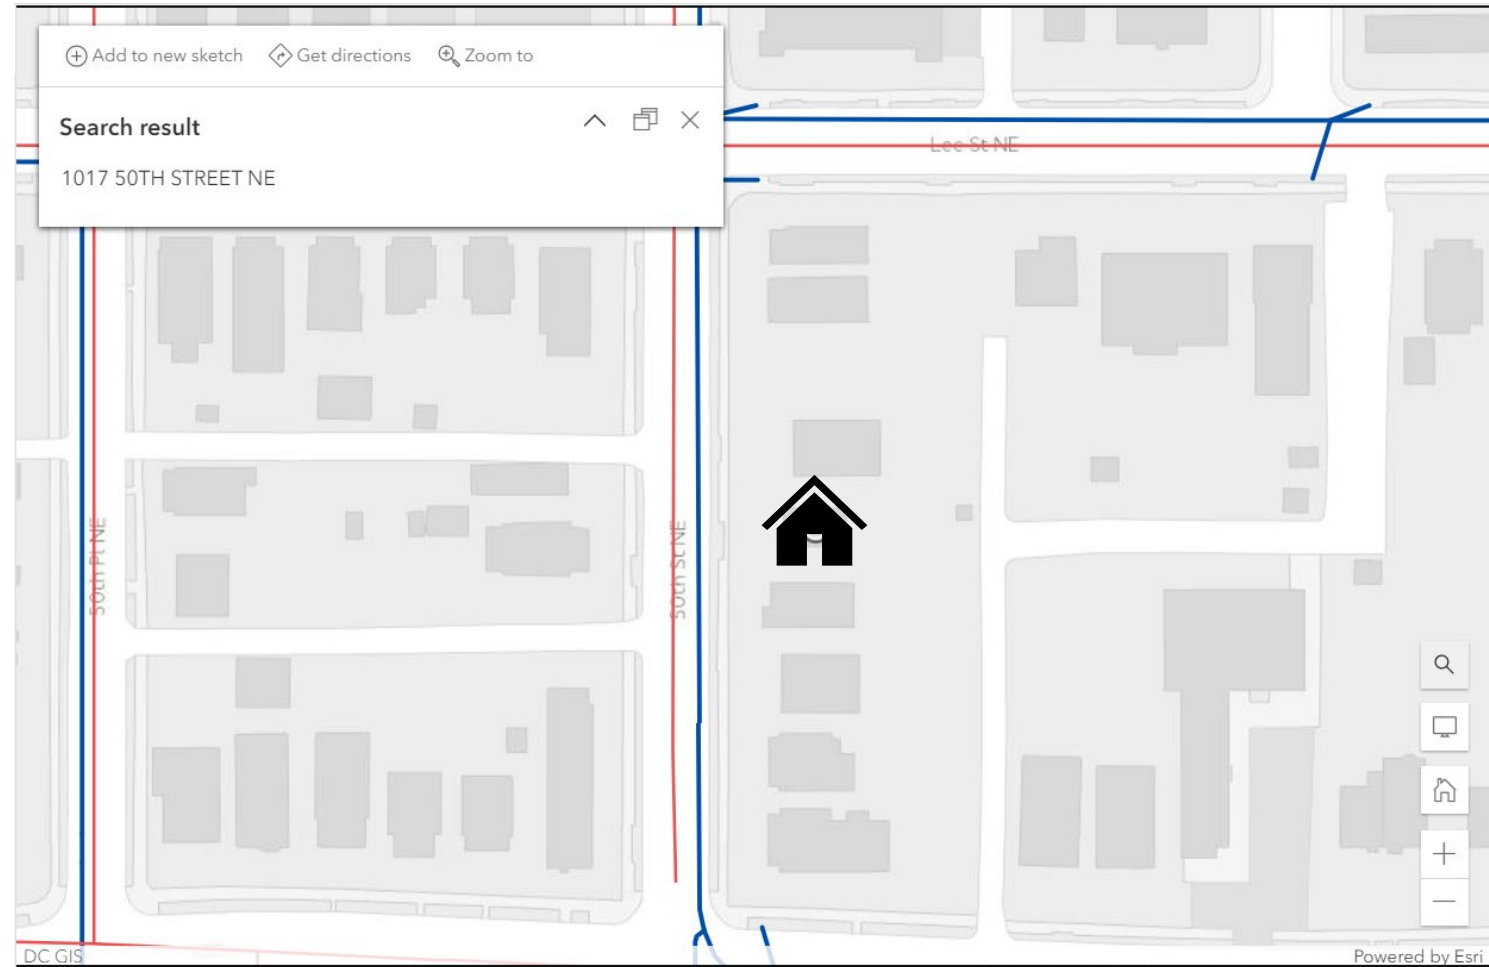 Add to new sketch Get directions Zoom to
Search result
1017 50TH STREET NE
Lee St NE
50th Pl NE
50th St NE
DC GIS
Powered by Esri